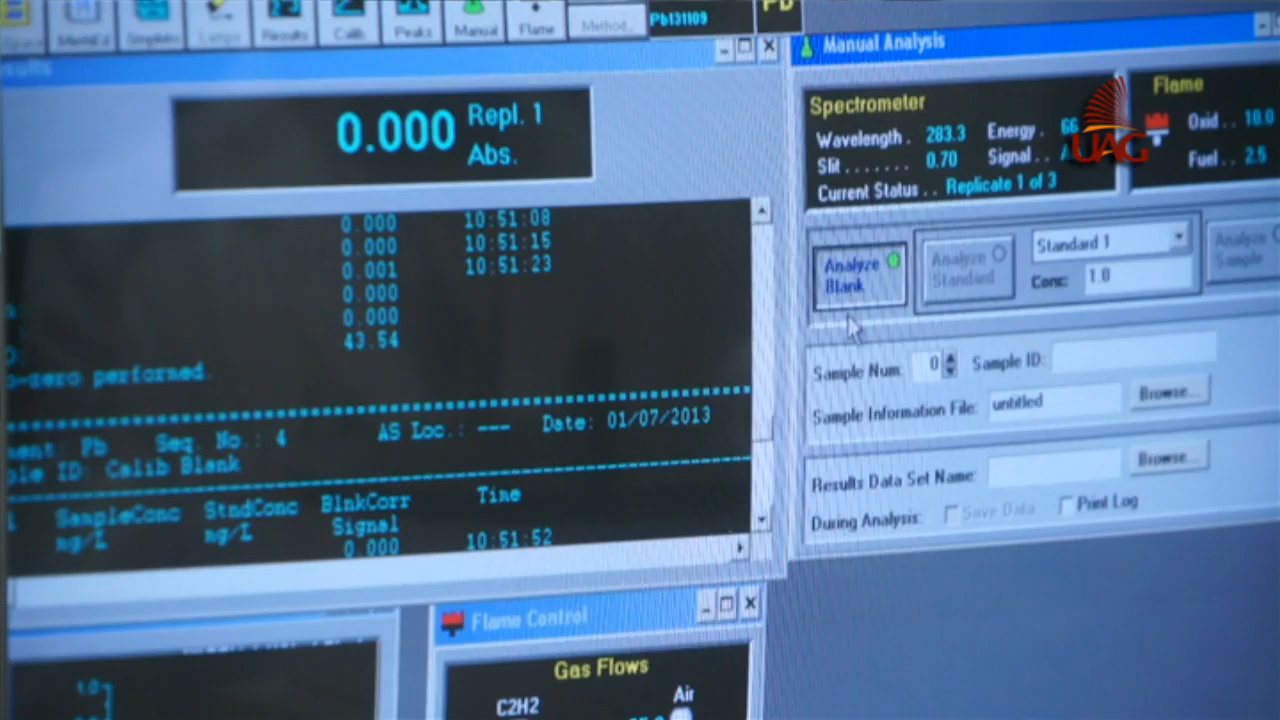 Results
Calib
Peaks
Manual
Flame
Method...
Pb131109
Manual Analysis
0.000
Repl. 1
Abs.
Spectrometer
Wavelength . 283.3
Energy . 66
Slit ....... 0.70
Signal ..
Current Status .. Replicate 1 of 3
Flame
Oxid .. 10.0
Fuel .. 2.5
UAG
0.000 10:51:08
0.000 10:51:15
0.001 10:51:23
0.000
0.000
43.54
o-zero performed.
ment: Pb Seq. No.: 4 AS Loc.: --- Date: 01/07/2013
ple ID: Calib Blank
SampleConc StndConc BlnkCorr Time
mg/L mg/L Signal
0.000 10:51:52
Analyze
Blank
Analyze
Standard
Standard 1
Conc: 1.0
Analyze
Sample
Sample Num: 0 Sample ID:
Sample Information File: untitled Browse...
Results Data Set Name: Browse...
During Analysis: Save Data Print Log
Flame Control
Gas Flows
C2H2 Air
1.0